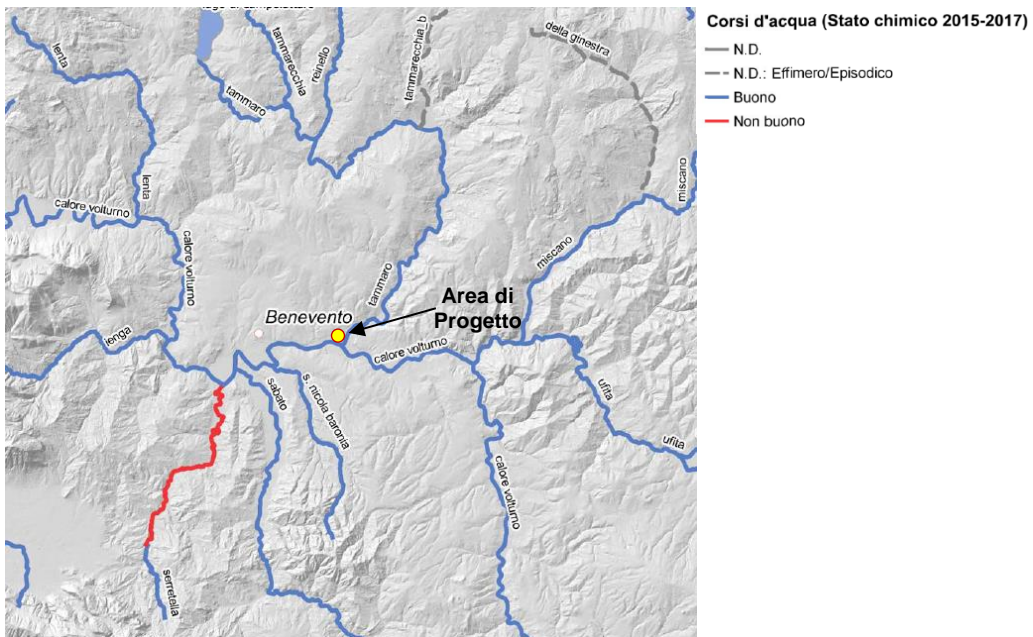 Corsi d'acqua (Stato chimico 2015-2017)
N.D.
N.D.: Effimero/Episodico
Buono
Non buono
lenta
tammarecchia
reinello
tammarecchia b
della ginestra
tammaro
lenta
miscano
calore volturno
calore volturno
miscano
tammaro
Area di
Progetto
Benevento
ienga
calore volturno
sabato
s. nicola baronia
ufita
ufita
calore volturno
serretella